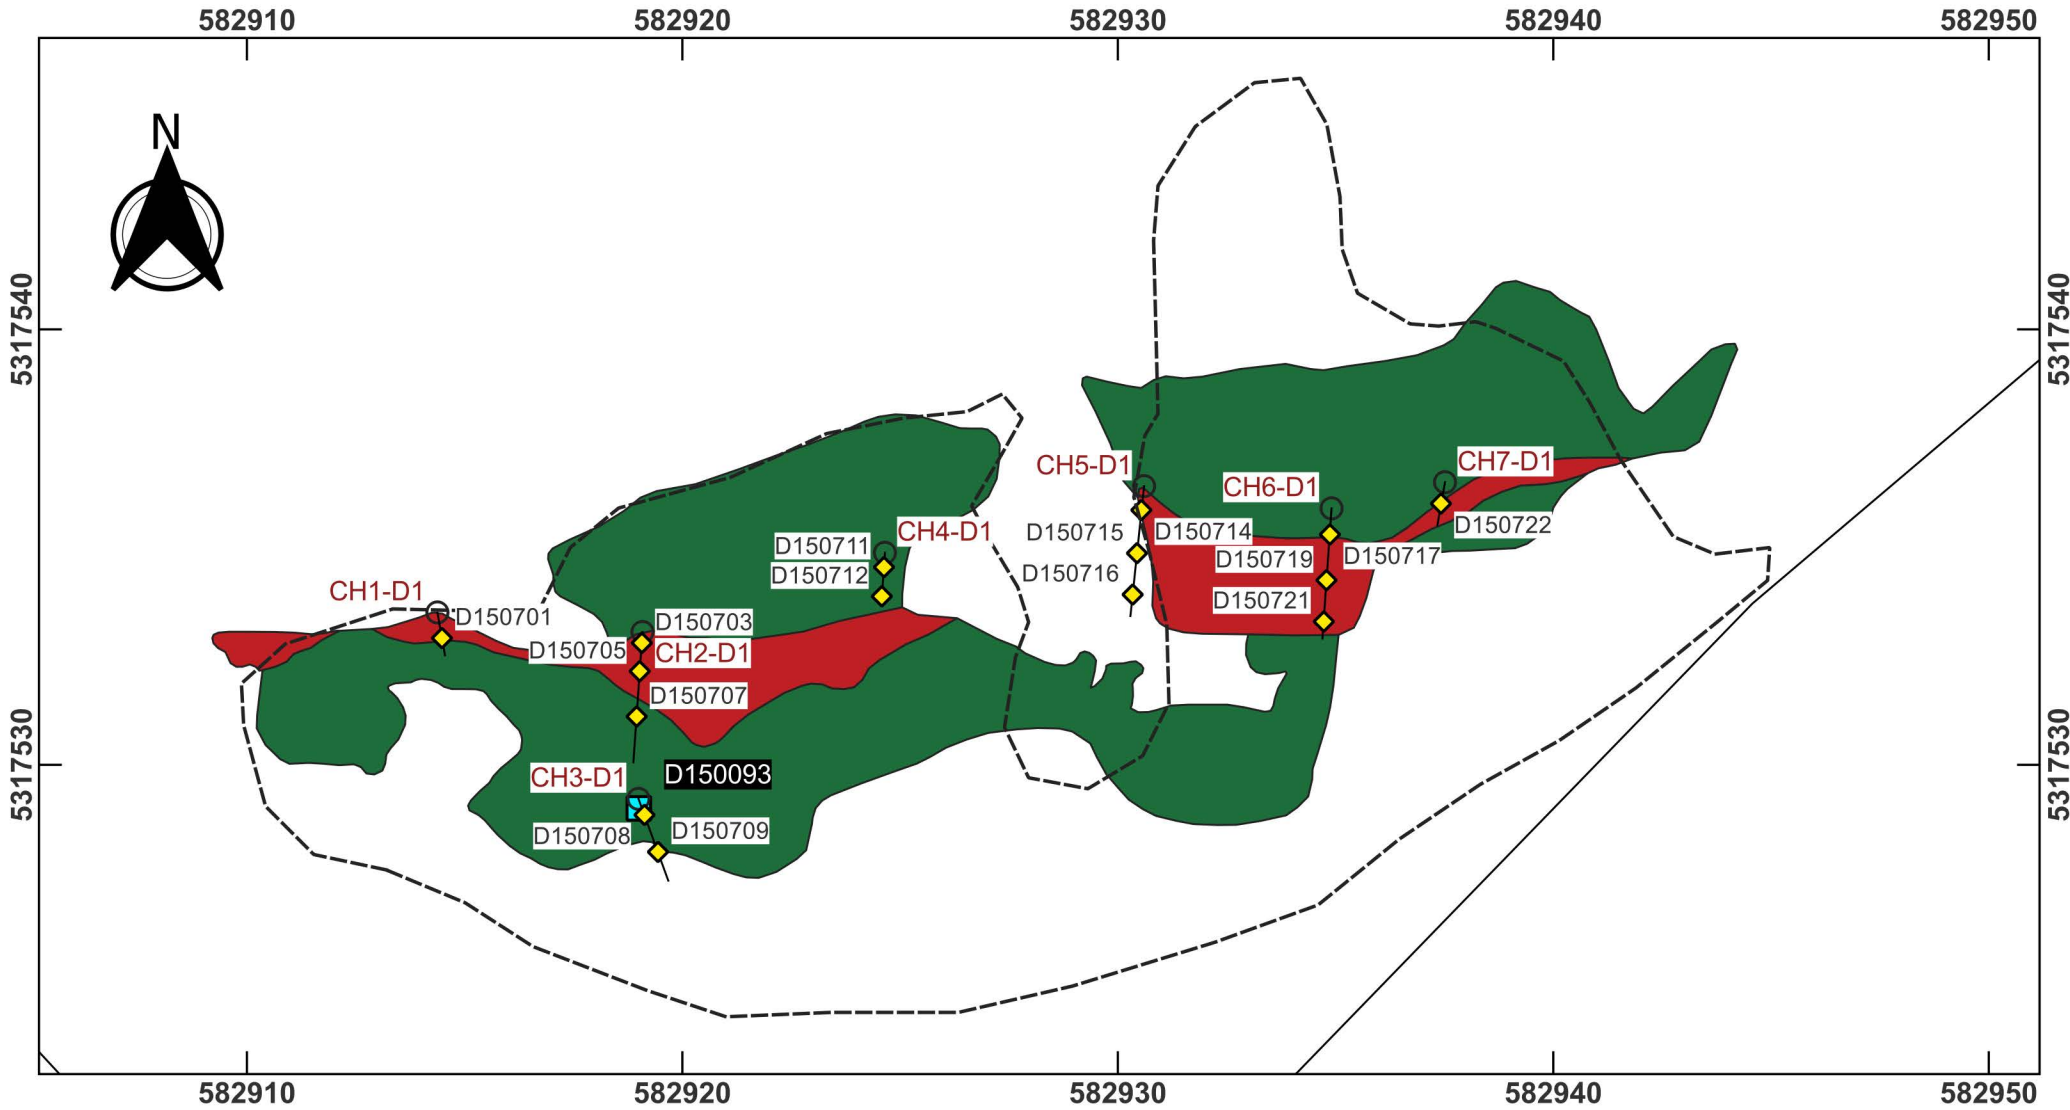 582910 582920 582930 582940 582950
N
5317540 5317540
CH5-D1 CH7-D1
CH6-D1
D150715 D150714 D150722
CH4-D1
D150711 D150719 D150717
D150712 D150716
CH1-D1 D150721
D150701 D150703
D150705 CH2-D1
D150707
5317530 5317530
CH3-D1 D150093
D150708 D150709
582910 582920 582930 582940 582950